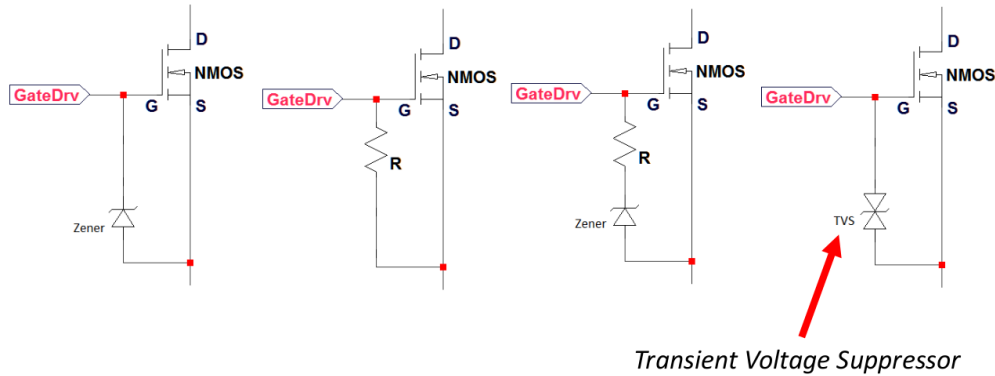 D
NMOS
GateDrv
G
S
Zener
D
NMOS
GateDrv
G
S
R
D
NMOS
GateDrv
G
S
R
Zener
D
NMOS
GateDrv
G
S
TVS
Transient Voltage Suppressor